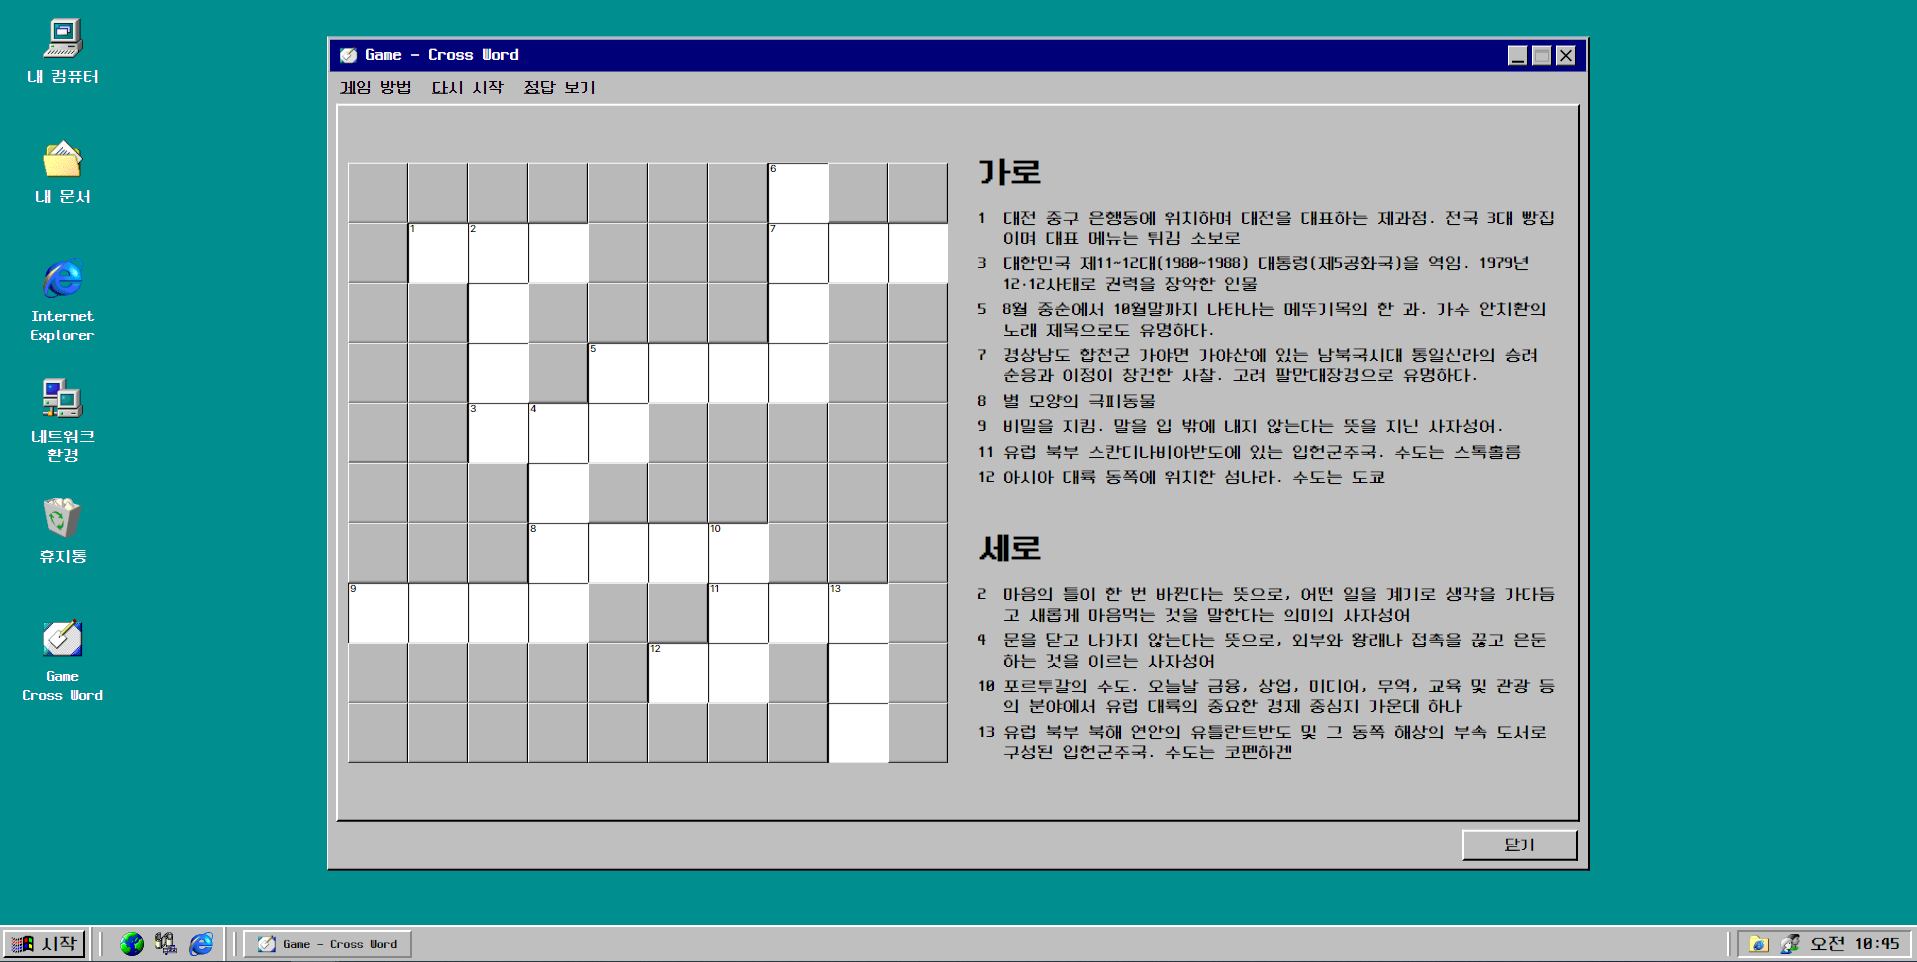 내 컴퓨터
내 문서
Internet
Explorer
네트워크
환경
휴지통
Game
Cross Word
Game - Cross Word
게임 방법 다시 시작 정답 보기
6
1 2 7
5
3 4
8 10
9 11 13
12
가로
1 대전 중구 은행동에 위치하며 대전을 대표하는 제과점. 전국 3대 빵집
이며 대표 메뉴는 튀김 소보로
3 대한민국 제11~12대(1980~1988) 대통령(제5공화국)을 역임. 1979년
12·12사태로 권력을 장악한 인물
5 8월 중순에서 10월말까지 나타나는 메뚜기목의 한 과. 가수 안치환의
노래 제목으로도 유명하다.
7 경상남도 합천군 가야면 가야산에 있는 남북국시대 통일신라의 승려
순응과 이정이 창건한 사찰. 고려 팔만대장경으로 유명하다.
8 별 모양의 극피동물
9 비밀을 지킴. 말을 입 밖에 내지 않는다는 뜻을 지닌 사자성어.
11 유럽 북부 스칸디나비아반도에 있는 입헌군주국. 수도는 스톡홀름
12 아시아 대륙 동쪽에 위치한 섬나라. 수도는 도쿄
세로
2 마음의 틀이 한 번 바뀐다는 뜻으로, 어떤 일을 계기로 생각을 가다듬
고 새롭게 마음먹는 것을 말한다는 의미의 사자성어
4 문을 닫고 나가지 않는다는 뜻으로, 외부와 왕래나 접촉을 끊고 은둔
하는 것을 이르는 사자성어
10 포르투갈의 수도. 오늘날 금융, 상업, 미디어, 무역, 교육 및 관광 등
의 분야에서 유럽 대륙의 중요한 경제 중심지 가운데 하나
13 유럽 북부 북해 연안의 유틀란트반도 및 그 동쪽 해상의 부속 도서로
구성된 입헌군주국. 수도는 코펜하겐
닫기
시작
Game - Cross Word
오전 10:45